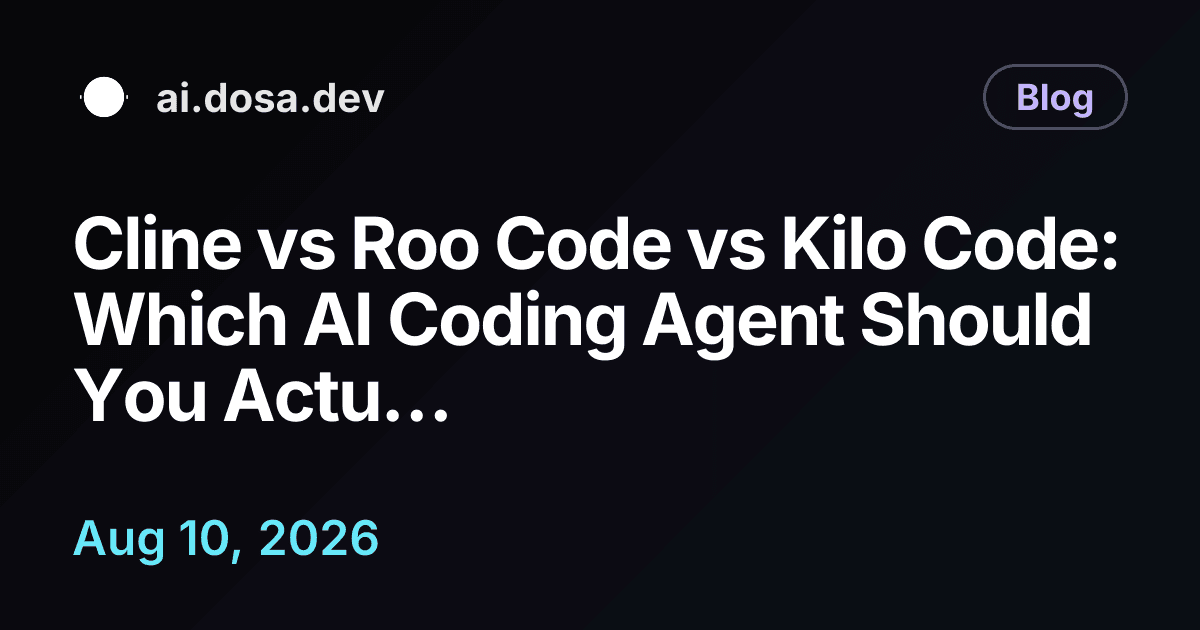 ai.dosa.dev
Blog
Cline vs Roo Code vs Kilo Code:
Which AI Coding Agent Should
You Actu…
Aug 10, 2026